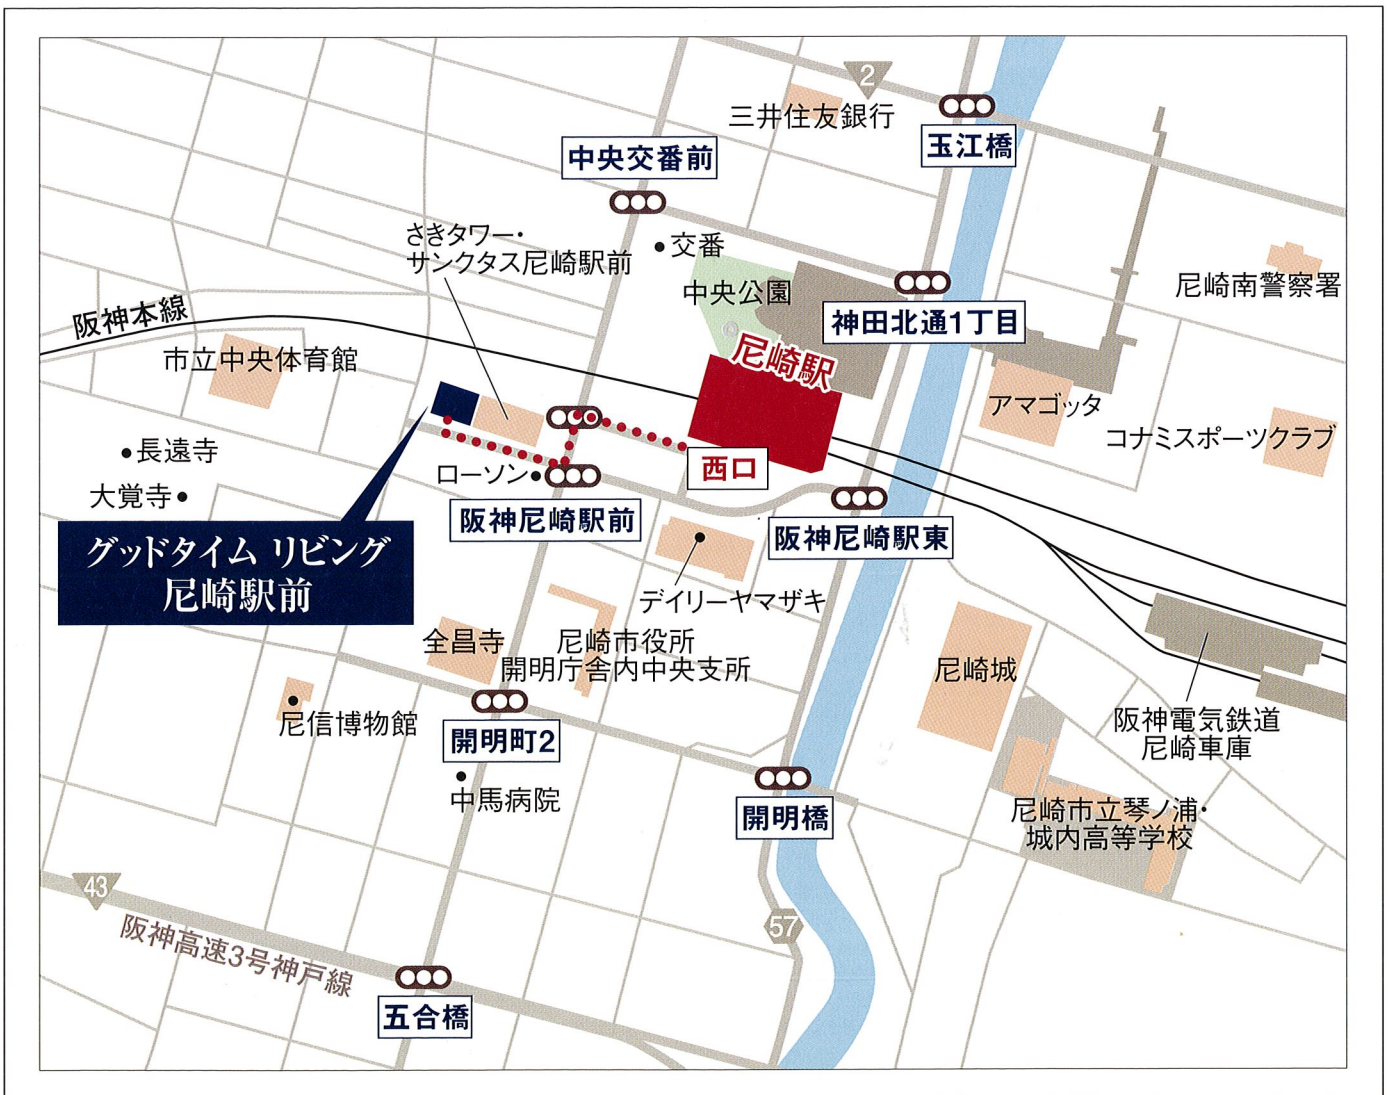 2
三井住友銀行
玉江橋
中央交番前
さきタワー・
サンクタス尼崎駅前
交番
中央公園
尼崎南警察署
神田北通1丁目
阪神本線
市立中央体育館
尼崎駅
アマゴッタ
コナミスポーツクラブ
長遠寺
大覚寺
ローソン
西口
阪神尼崎駅前
阪神尼崎駅東
グッドタイム リビング
尼崎駅前
デイリーヤマザキ
全昌寺
尼崎市役所
開明庁舎内中央支所
尼崎城
尼信博物館
開明町2
阪神電気鉄道
尼崎車庫
中馬病院
開明橋
尼崎市立琴ノ浦・
城内高等学校
43
阪神高速3号神戸線
57
五合橋